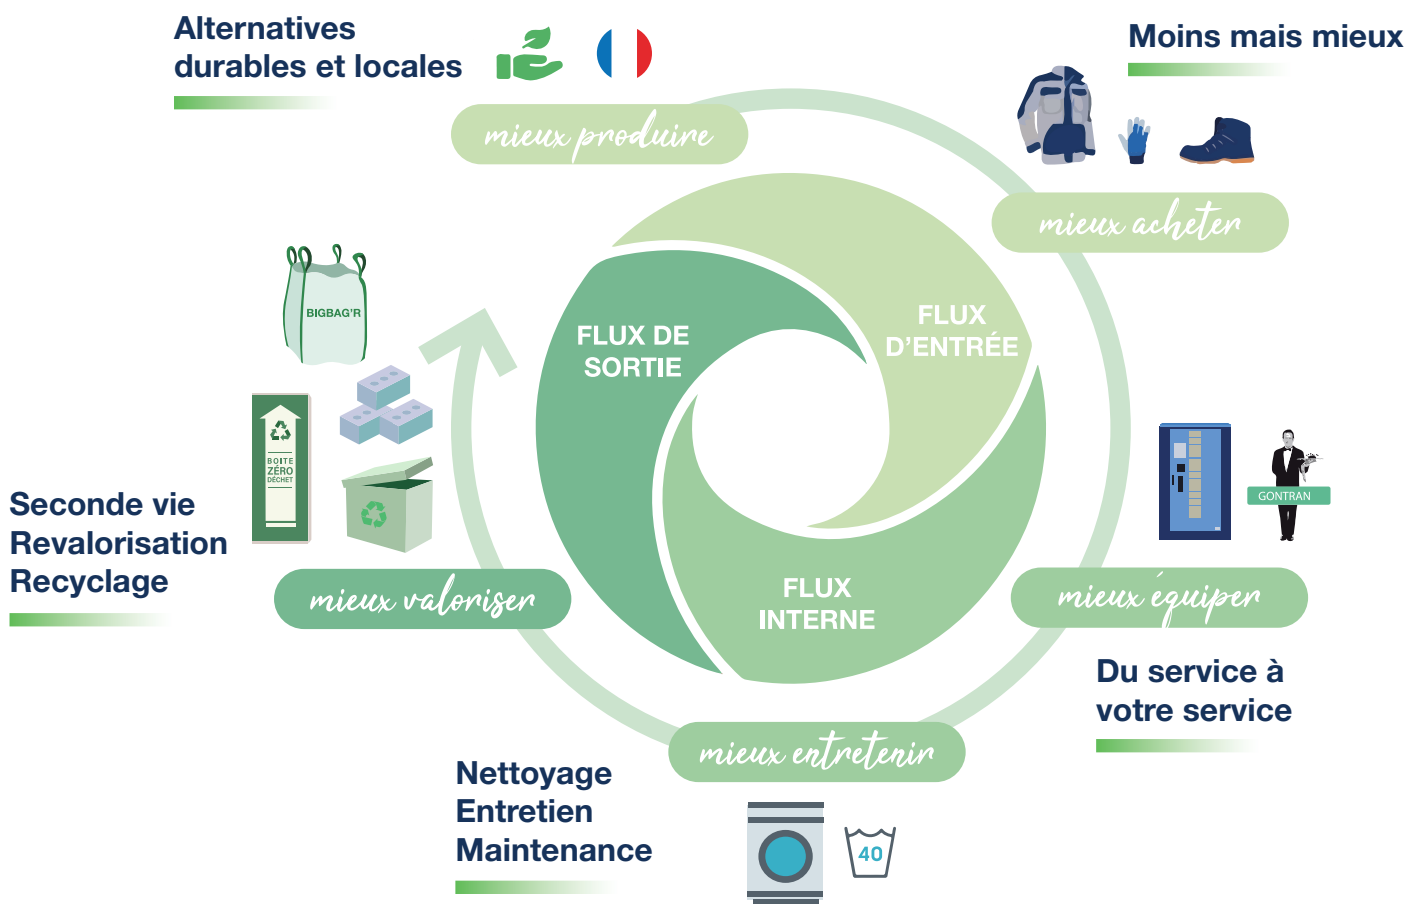 Alternatives
durables et locales
mieux produire
Moins mais mieux
mieux acheter
FLUX
D'ENTRÉE
FLUX DE
SORTIE
FLUX
INTERNE
GONTRAN
mieux équiper
Du service à
votre service
mieux entretenir
Nettoyage
Entretien
Maintenance
40
BIGBAG'R
BOITE
ZÉRO
DÉCHET
Seconde vie
Revalorisation
Recyclage
mieux valoriser